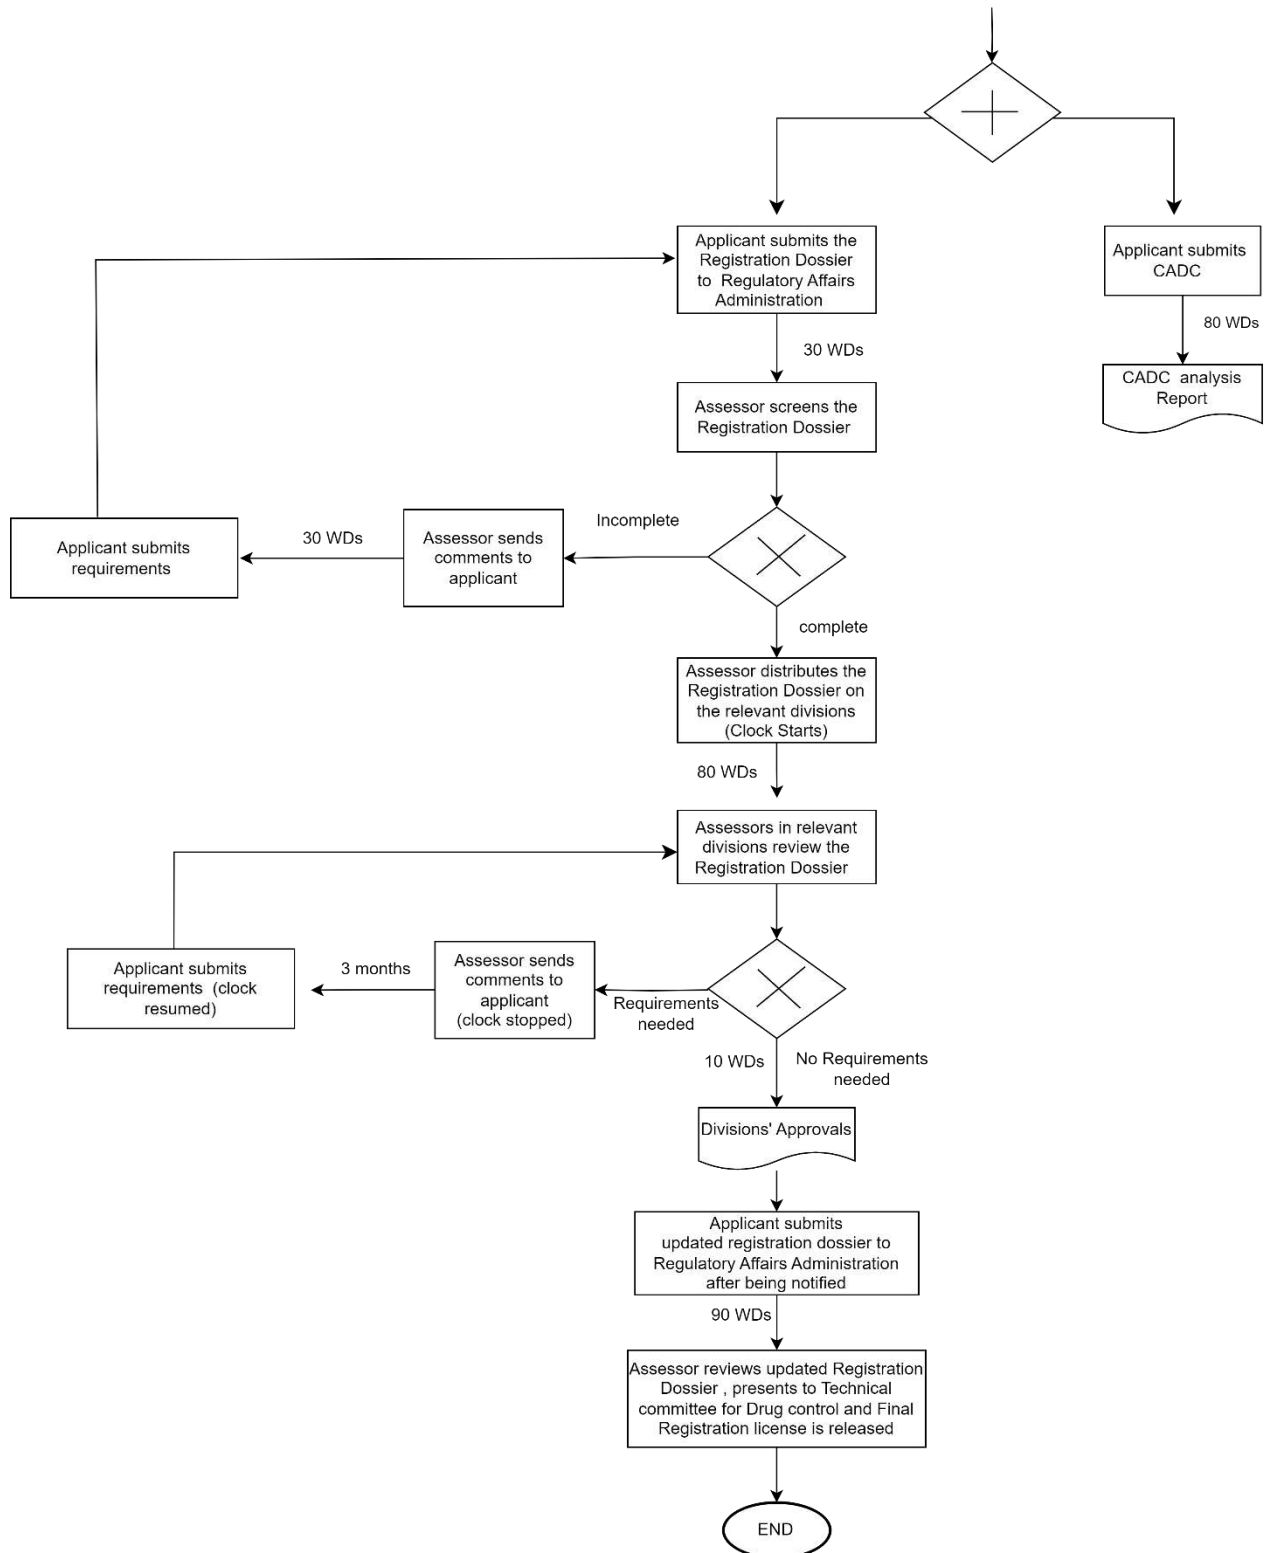 Applicant submits the
Registration Dossier
to Regulatory Affairs
Administration
Applicant submits
CADC
30 WDs
80 WDs
Assessor screens the
Registration Dossier
CADC analysis
Report
Incomplete
Assessor sends
comments to
applicant
30 WDs
Applicant submits
requirements
complete
Assessor distributes the
Registration Dossier on
the relevant divisions
(Clock Starts)
80 WDs
Assessors in relevant
divisions review the
Registration Dossier
Requirements
needed
Assessor sends
comments to
applicant
(clock stopped)
3 months
Applicant submits
requirements (clock
resumed)
10 WDs
No Requirements
needed
Divisions' Approvals
Applicant submits
updated registration dossier to
Regulatory Affairs Administration
after being notified
90 WDs
Assessor reviews updated Registration
Dossier , presents to Technical
committee for Drug control and Final
Registration license is released
END